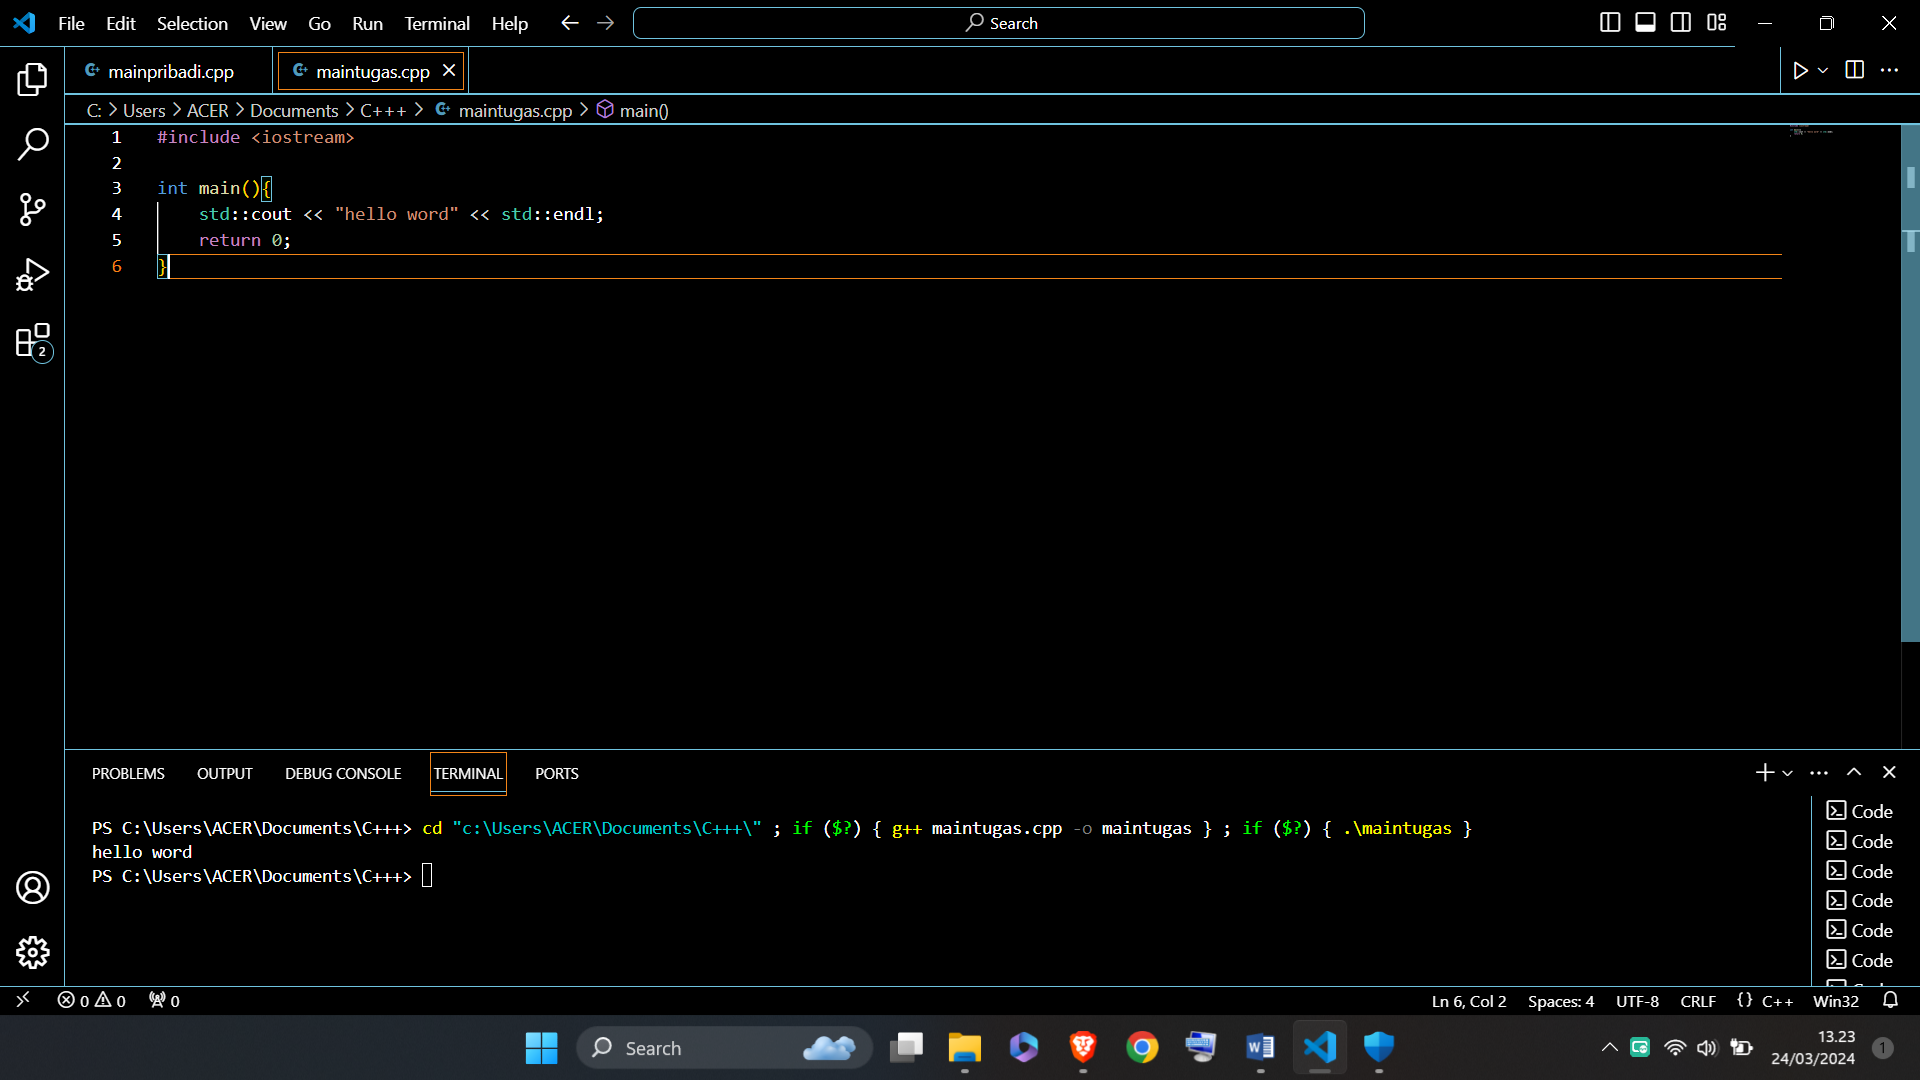 File Edit Selection View Go Run Terminal Help Search
mainpribadi.cpp maintugas.cpp
C: > Users > ACER > Documents > C+++ > maintugas.cpp > main()
1 #include <iostream>
2
3 int main(){
4     std::cout << "hello word" << std::endl;
5     return 0;
6 }
2
PROBLEMS OUTPUT DEBUG CONSOLE TERMINAL PORTS
PS C:\Users\ACER\Documents\C+++> cd "c:\Users\ACER\Documents\C+++\" ; if ($?) { g++ maintugas.cpp -o maintugas } ; if ($?) { .\maintugas }
hello word
PS C:\Users\ACER\Documents\C+++>
Code
Code
Code
Code
Code
Code
0 0 0 Ln 6, Col 2 Spaces: 4 UTF-8 CRLF {} C++ Win32
Search
13.23
24/03/2024
1